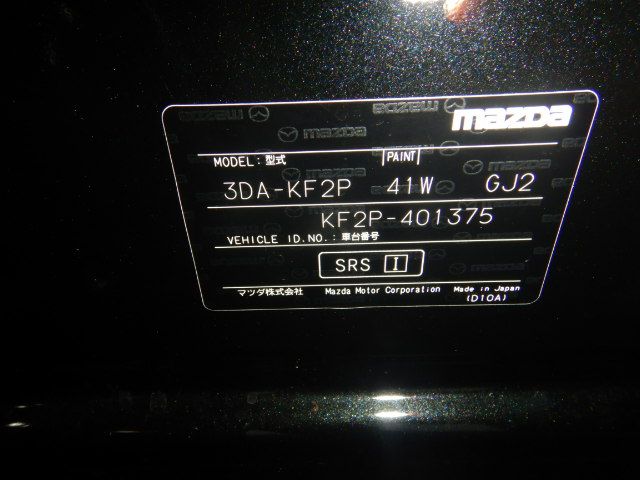 mazda
MODEL: 型式 PAINT
3DA-KF2P 41W GJ2
KF2P-401375
VEHICLE ID.NO.: 車台番号
SRS I
マツダ株式会社 Mazda Motor Corporation Made in Japan
(D10A)